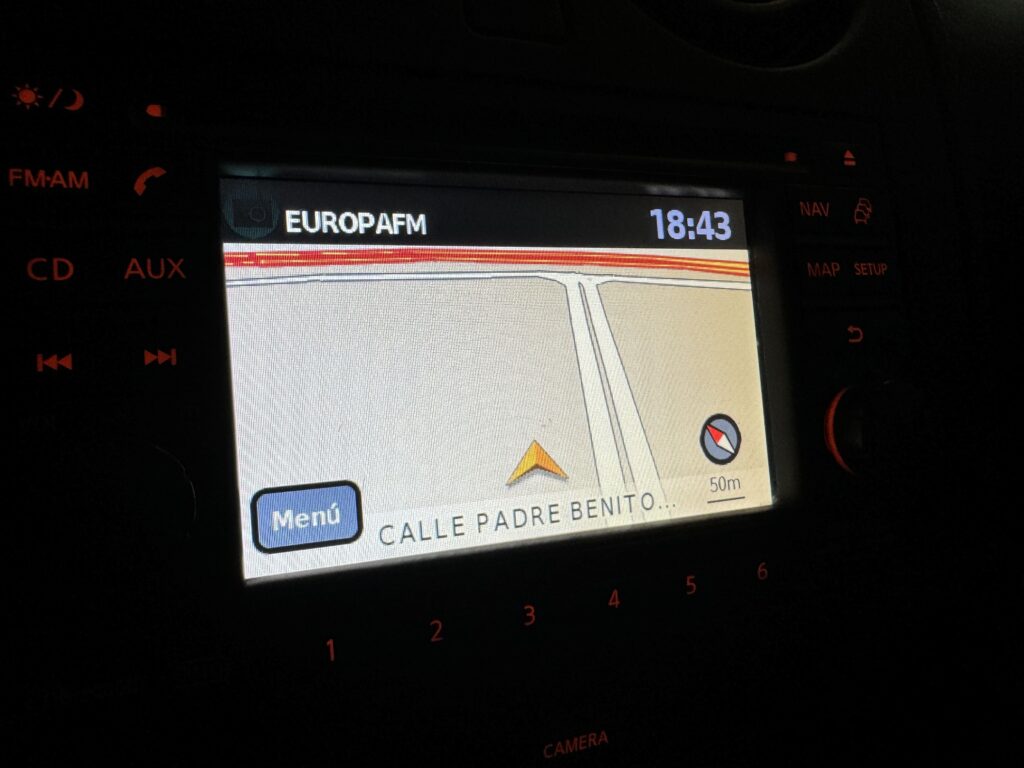 FM·AM
CD
AUX
EUROPAFM
18:43
Menú
CALLE PADRE BENITO...
50m
NAV
MAP
SETUP
1
2
3
4
5
6
CAMERA